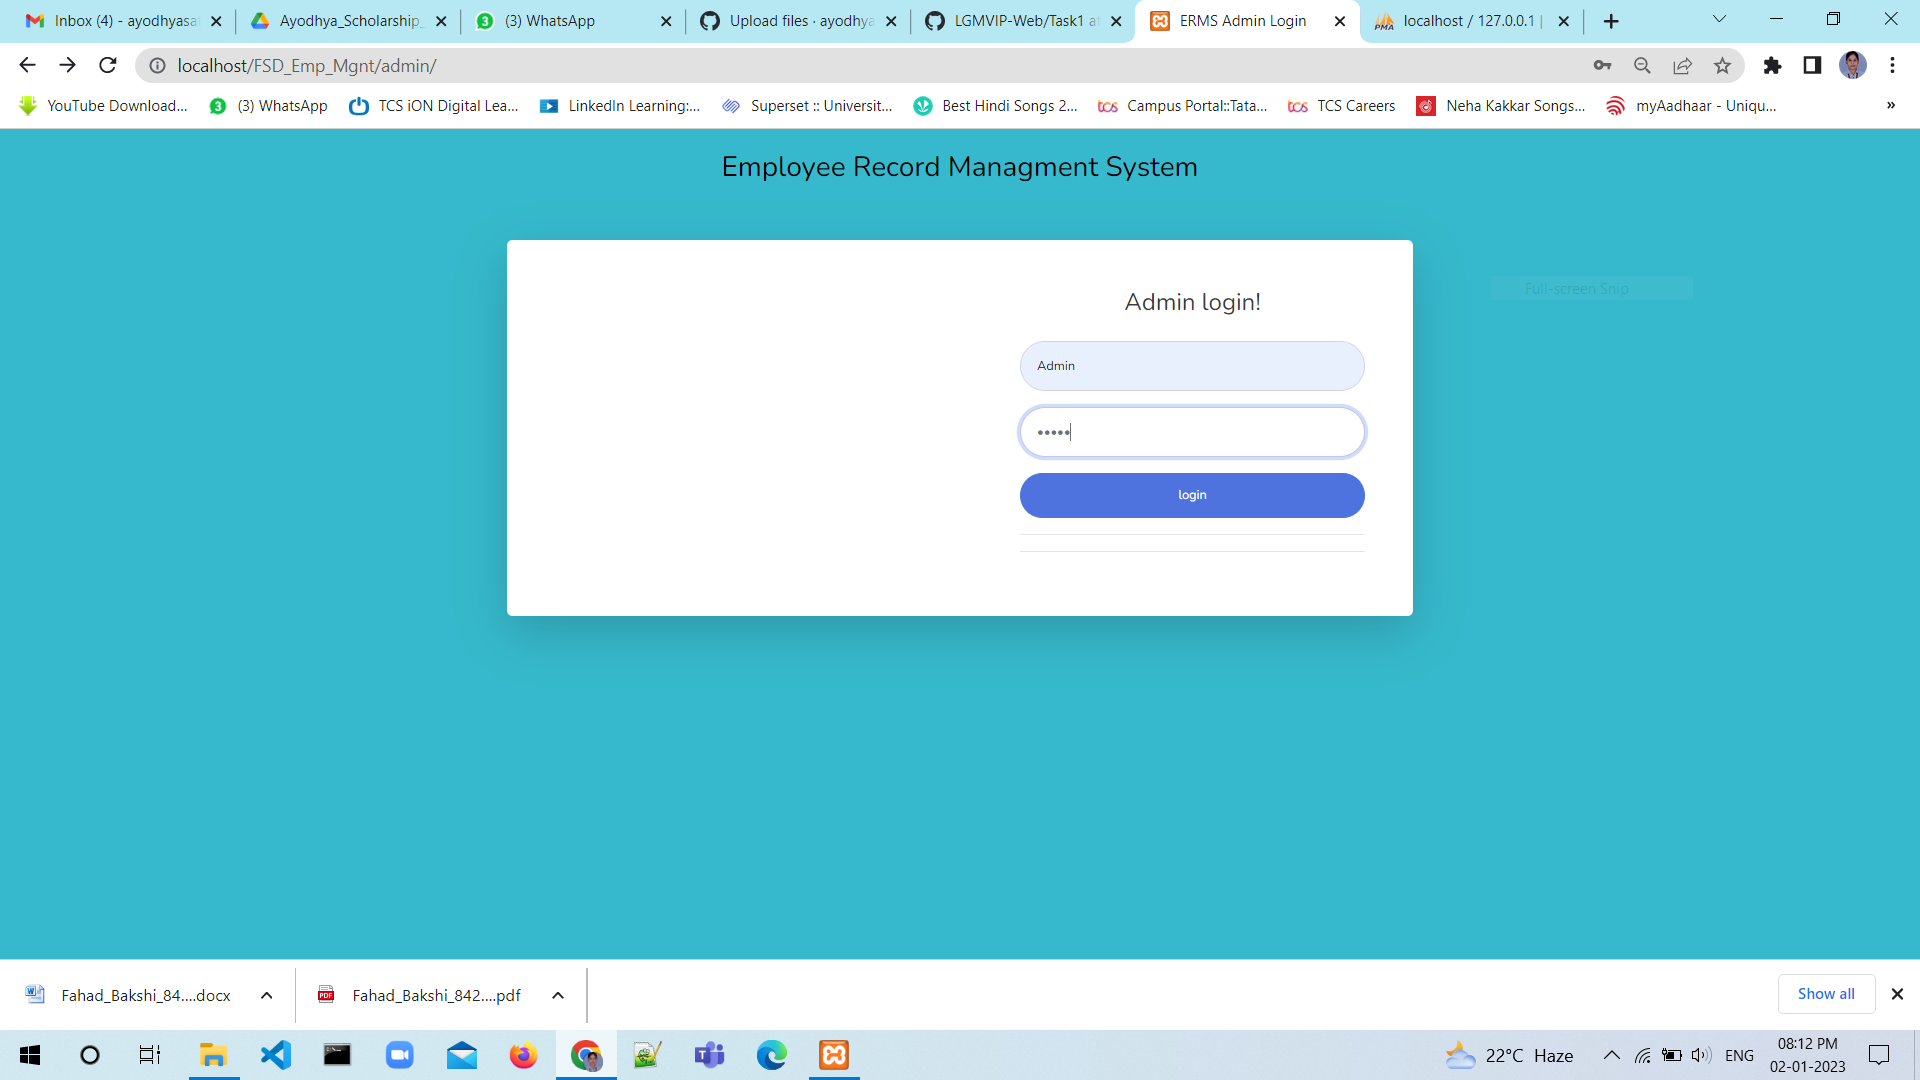 Inbox (4) - ayodhyasa
Ayodhya_Scholarship_
(3) WhatsApp
Upload files · ayodhya
LGMVIP-Web/Task1 at
ERMS Admin Login
localhost / 127.0.0.1 |
localhost/FSD_Emp_Mgnt/admin/
YouTube Download...
(3) WhatsApp
TCS iON Digital Lea...
LinkedIn Learning:...
Superset :: Universit...
Best Hindi Songs 2...
Campus Portal::Tata...
TCS Careers
Neha Kakkar Songs...
myAadhaar - Uniqu...
»
Employee Record Managment System
Full-screen Snip
Admin login!
Admin
•••••
login
Fahad_Bakshi_84....docx
Fahad_Bakshi_842....pdf
Show all
22°C Haze
ENG
08:12 PM
02-01-2023